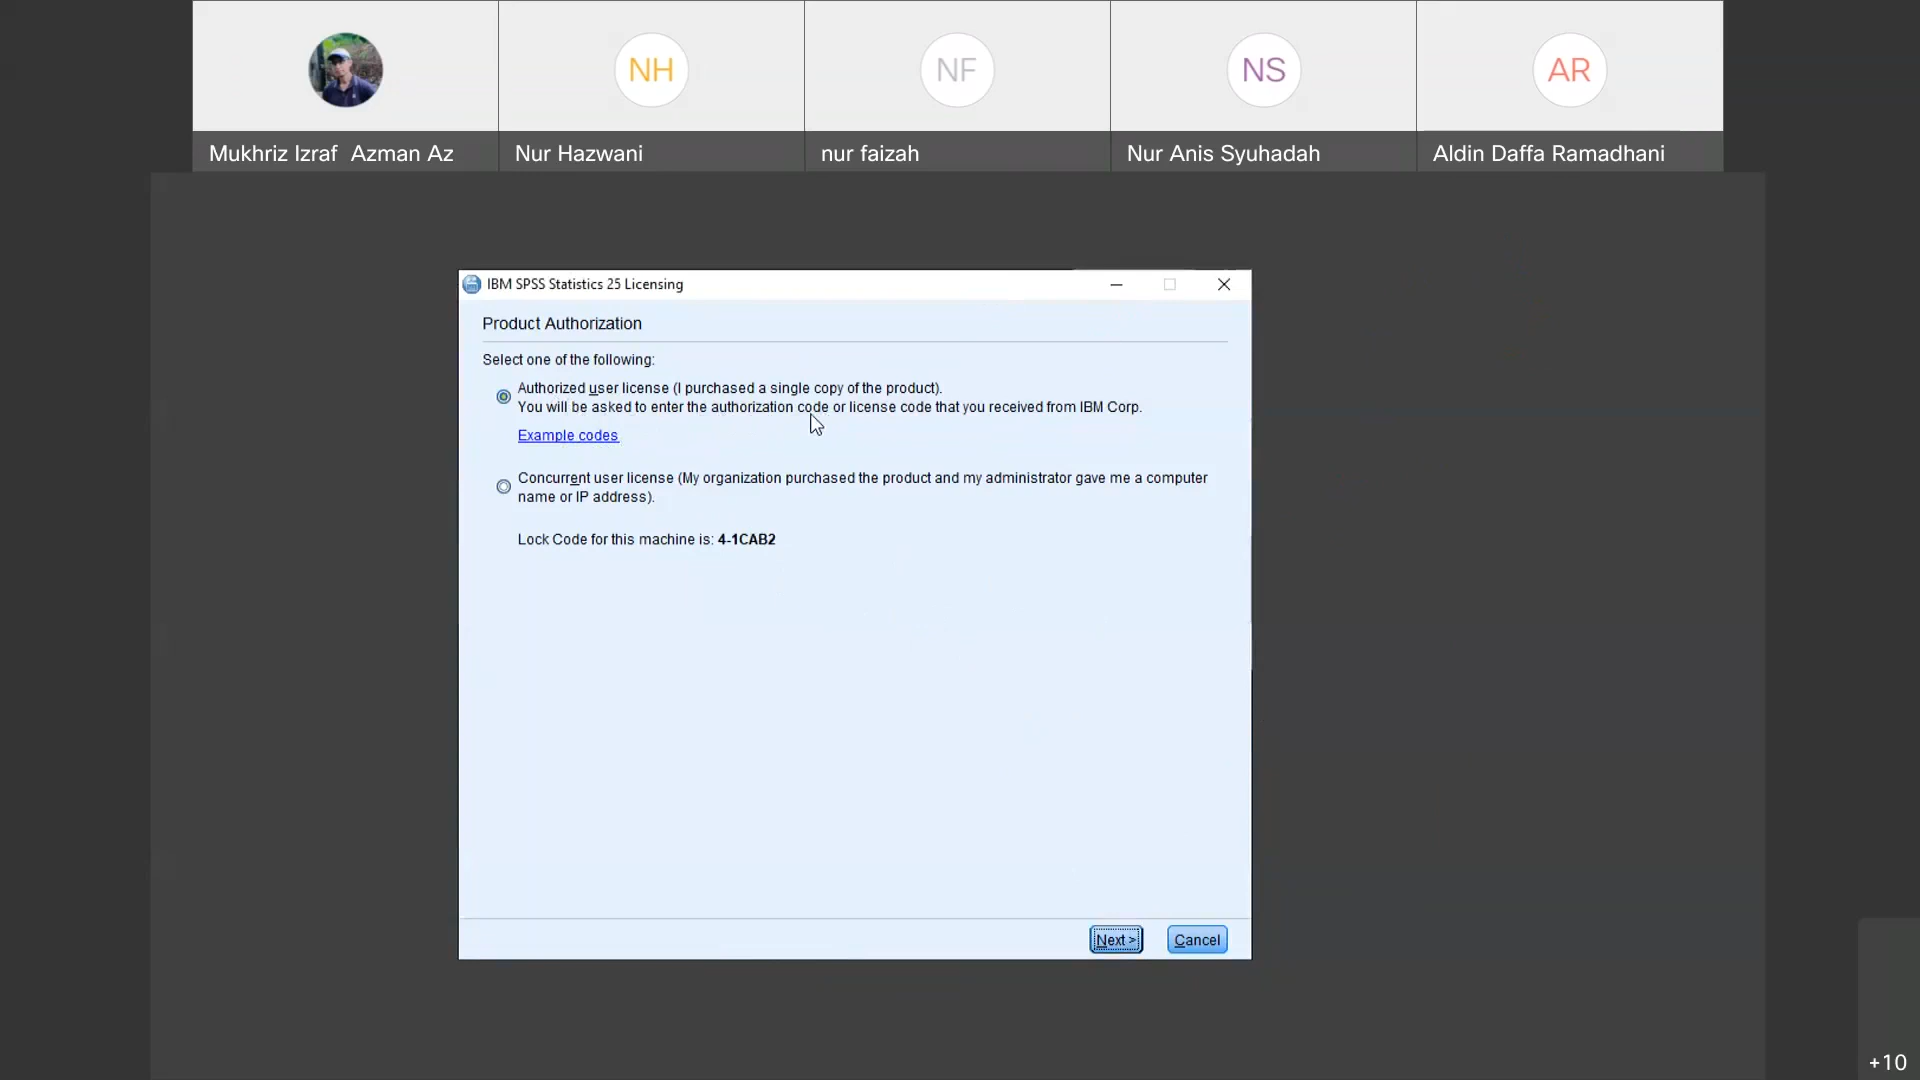 NH
NF
NS
AR
Mukhriz Izraf Azman Az
Nur Hazwani
nur faizah
Nur Anis Syuhadah
Aldin Daffa Ramadhani
IBM SPSS Statistics 25 Licensing
Product Authorization
Select one of the following:
Authorized user license (I purchased a single copy of the product).
You will be asked to enter the authorization code or license code that you received from IBM Corp.
Example codes
Concurrent user license (My organization purchased the product and my administrator gave me a computer
name or IP address).
Lock Code for this machine is: 4-1CAB2
Next >
Cancel
+10